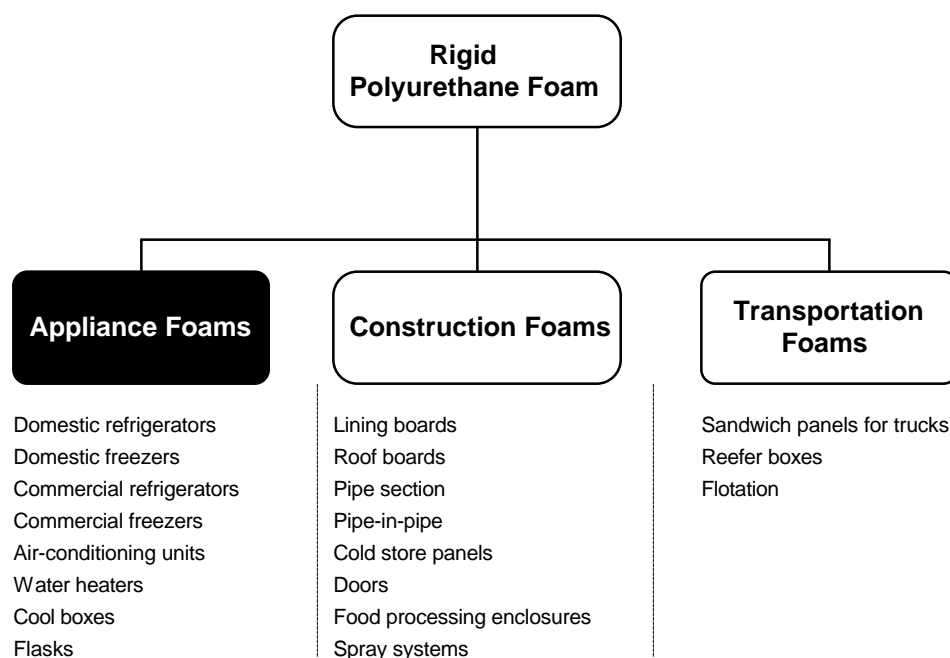 Rigid
Polyurethane Foam
Appliance Foams
Construction Foams
Transportation
Foams
Domestic refrigerators
Domestic freezers
Commercial refrigerators
Commercial freezers
Air-conditioning units
Water heaters
Cool boxes
Flasks
Lining boards
Roof boards
Pipe section
Pipe-in-pipe
Cold store panels
Doors
Food processing enclosures
Spray systems
Sandwich panels for trucks
Reefer boxes
Flotation